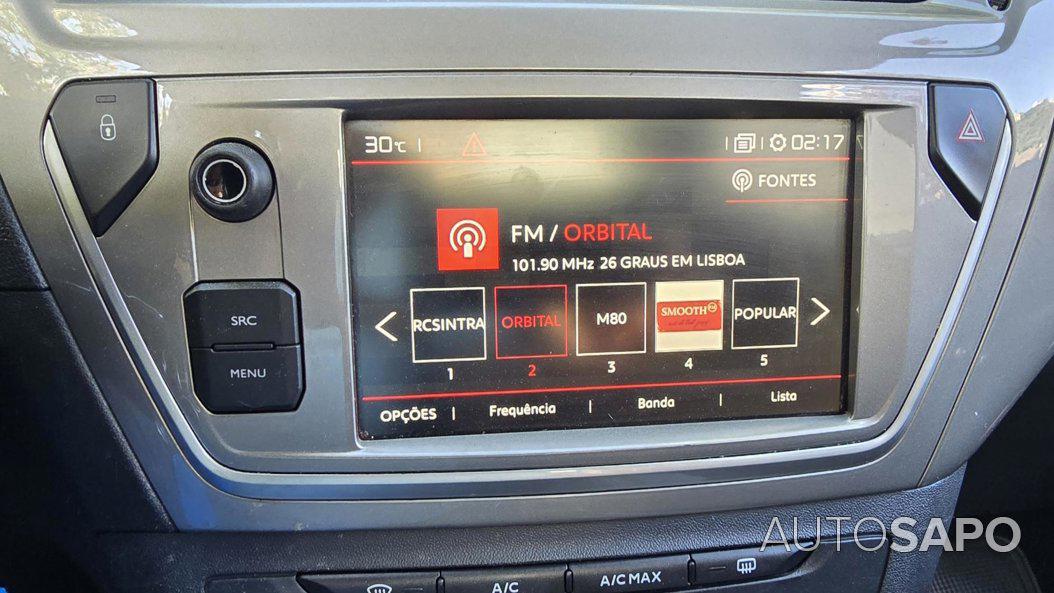 30°C
02:17
FONTES
FM / ORBITAL
101.90 MHz 26 GRAUS EM LISBOA
RCSINTRA
ORBITAL
M80
SMOOTH FM
POPULAR
1
2
3
4
5
OPÇÕES
Frequência
Banda
Lista
SRC
MENU
A/C
A/C MAX
AUTOSAPO